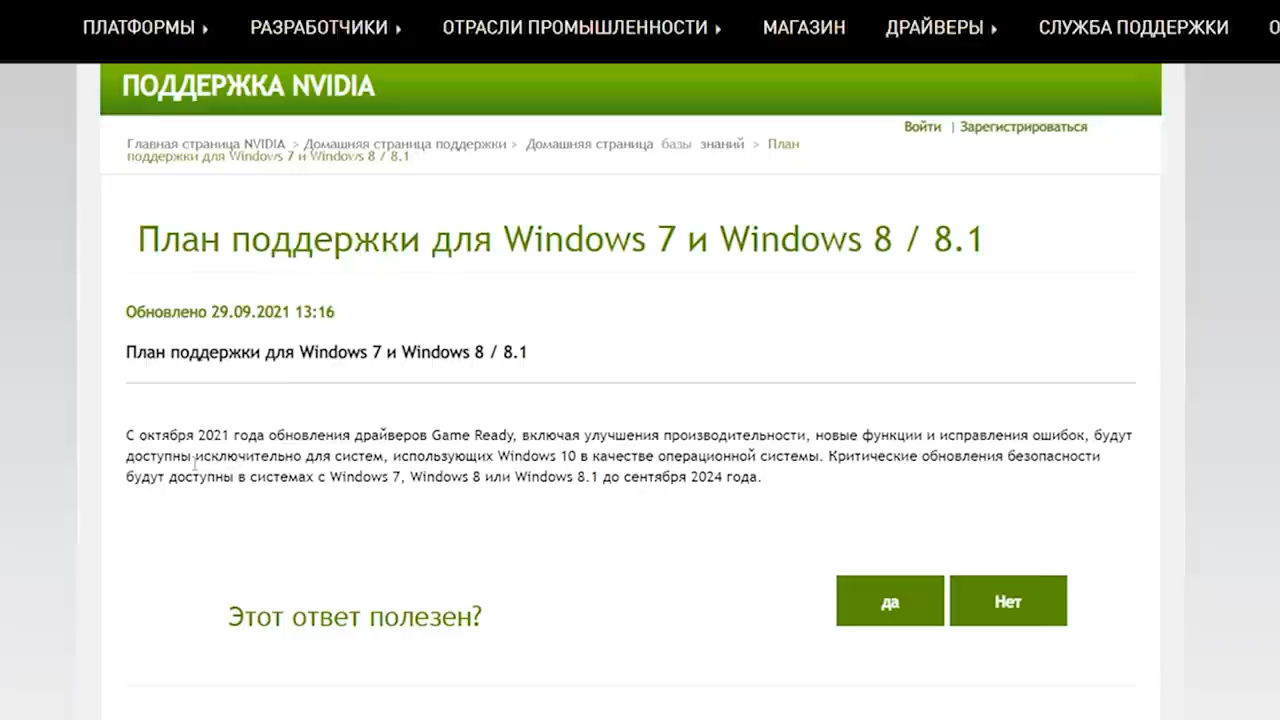 ПЛАТФОРМЫ РАЗРАБОТЧИКИ ОТРАСЛИ ПРОМЫШЛЕННОСТИ МАГАЗИН ДРАЙВЕРЫ СЛУЖБА ПОДДЕРЖКИ О
ПОДДЕРЖКА NVIDIA
Войти | Зарегистрироваться
Главная страница NVIDIA > Домашняя страница поддержки > Домашняя страница базы знаний > План
поддержки для Windows 7 и Windows 8 / 8.1
План поддержки для Windows 7 и Windows 8 / 8.1
Обновлено 29.09.2021 13:16
План поддержки для Windows 7 и Windows 8 / 8.1
С октября 2021 года обновления драйверов Game Ready, включая улучшения производительности, новые функции и исправления ошибок, будут
доступны исключительно для систем, использующих Windows 10 в качестве операционной системы. Критические обновления безопасности
будут доступны в системах с Windows 7, Windows 8 или Windows 8.1 до сентября 2024 года.
Этот ответ полезен?
да Нет